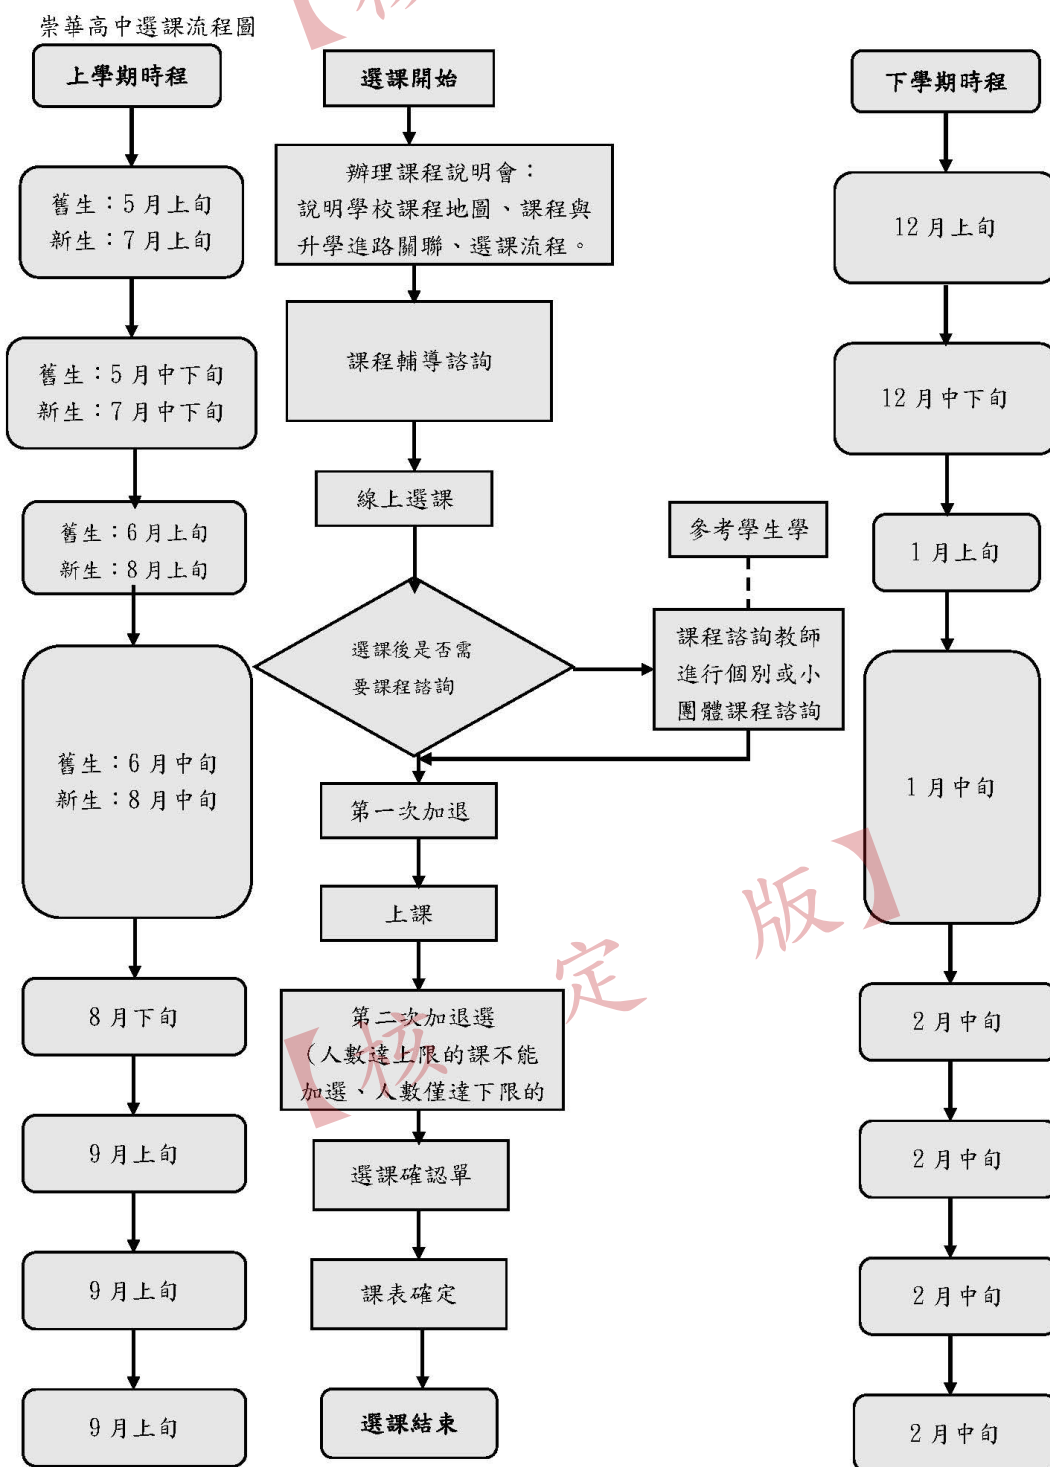 崇華高中選課流程圖
上學期時程
舊生：5 月上旬
新生：7 月上旬
舊生：5 月中下旬
新生：7 月中下旬
舊生：6 月上旬
新生：8 月上旬
舊生：6 月中旬
新生：8 月中旬
8 月下旬
9 月上旬
9 月上旬
9 月上旬
選課開始
辦理課程說明會：
說明學校課程地圖、課程與
升學進路關聯、選課流程。
課程輔導諮詢
線上選課
選課後是否需
要課程諮詢
參考學生學
課程諮詢教師
進行個別或小
團體課程諮詢
第一次加退
上課
第二次加退選
（人數達上限的課不能
加選、人數僅達下限的
選課確認單
課表確定
選課結束
下學期時程
12 月上旬
12 月中下旬
1 月上旬
1 月中旬
2 月中旬
2 月中旬
2 月中旬
2 月中旬
【核定版】